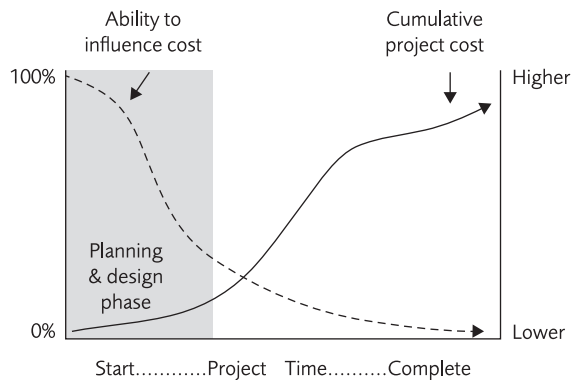 Ability to
influence cost
Cumulative
project cost
100%
Higher
Planning
& design
phase
0%
Lower
Start............Project Time..........Complete